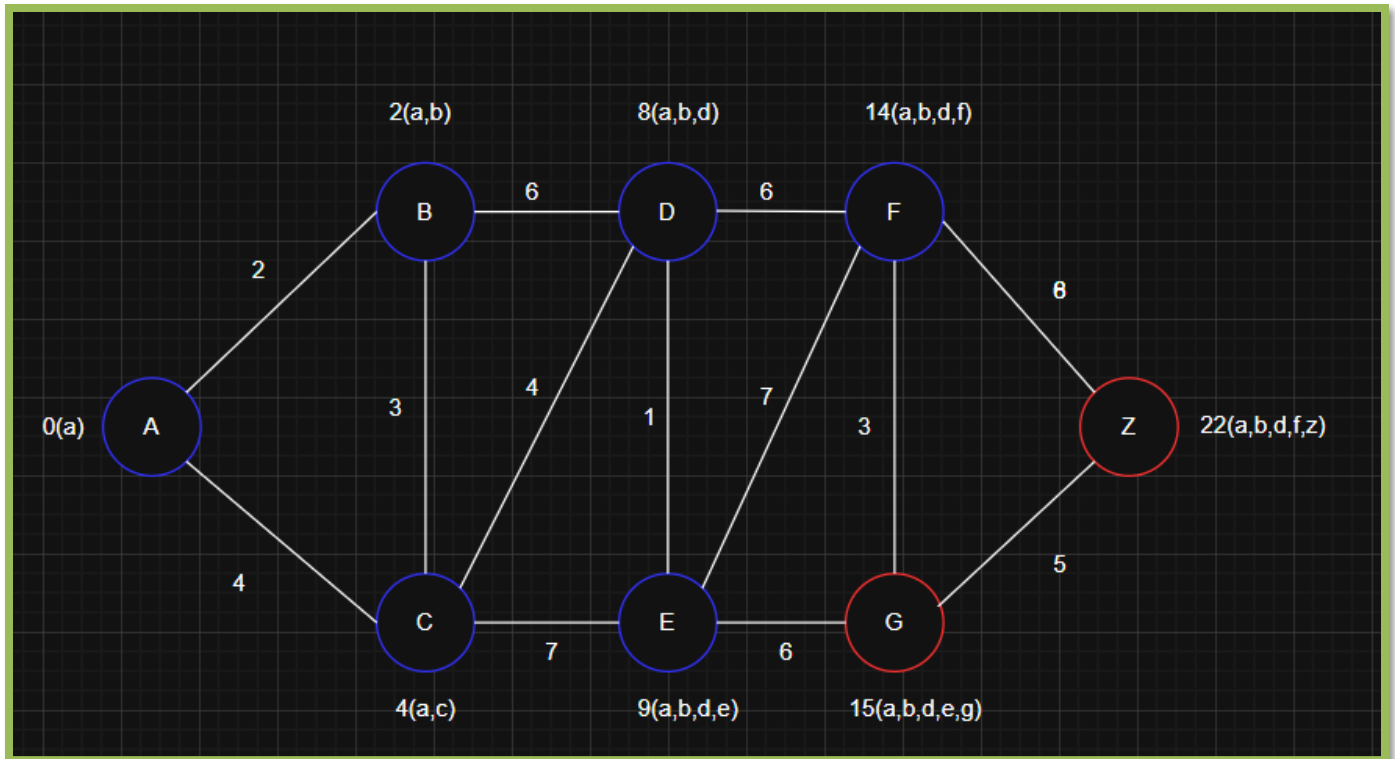 2(a,b) 8(a,b,d) 14(a,b,d,f)
B 6 D 6 F
2
4 7
3 1 3
0(a) A Z 22(a,b,d,f,z)
4 5
C E G
7 6
4(a,c) 9(a,b,d,e) 15(a,b,d,e,g)